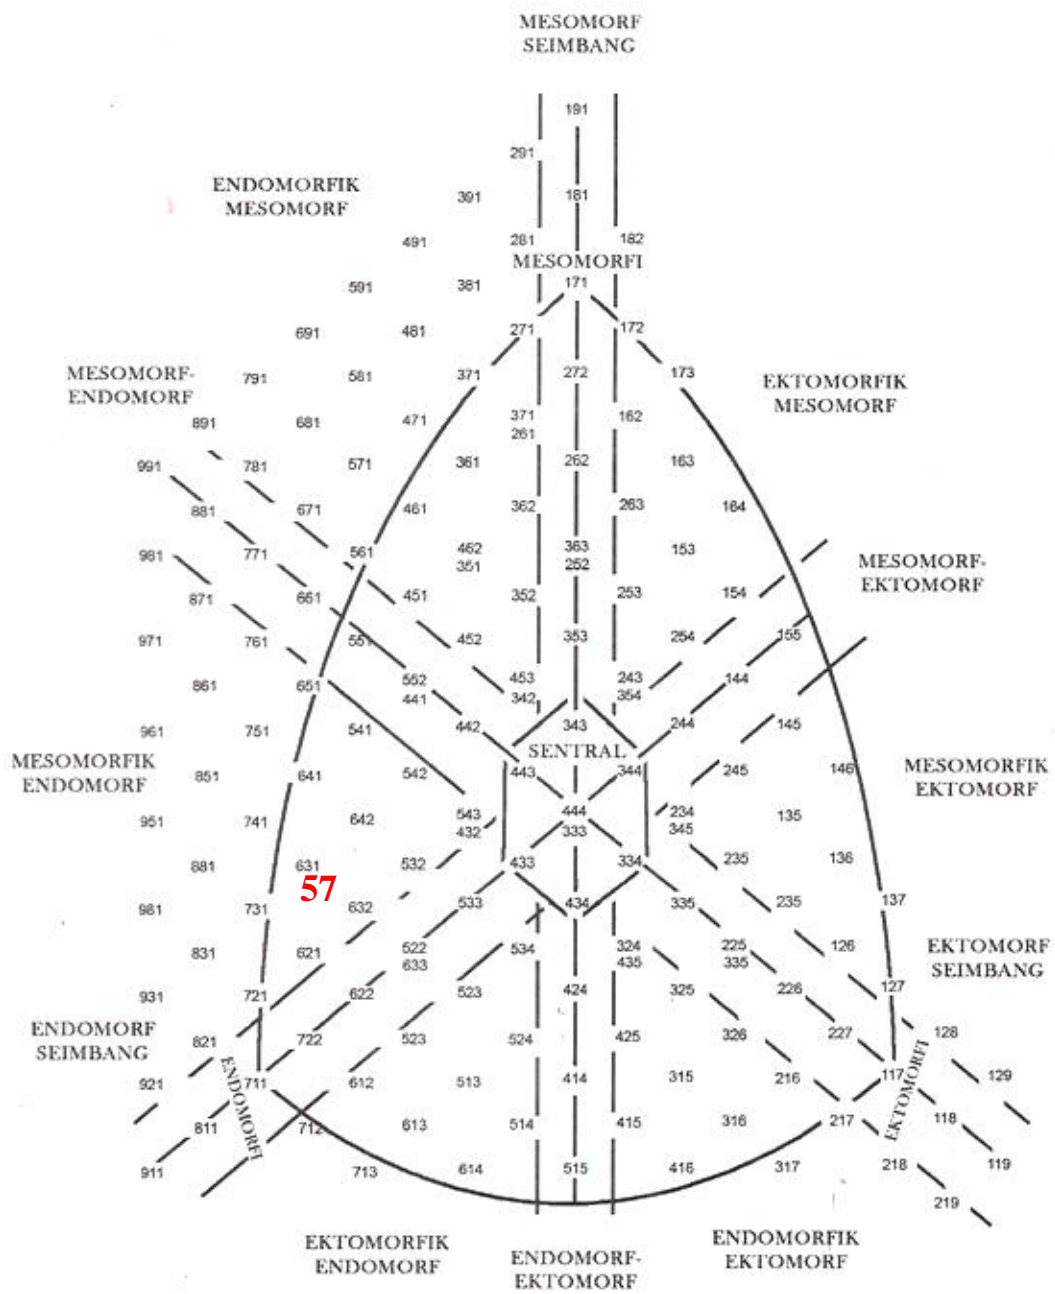 MESOMORF
SEIMBANG
191
291
ENDOMORFIK
MESOMORF
391 181
491 281 182
MESOMORFI
591 381 171
691 481 271 172
MESOMORF-
ENDOMORF
791 581 371 272 173
EKTOMORFIK
MESOMORF
891 681 471 371 162
261
991 781 571 361 262 163
881 671 461 362 263 164
981 771 561 462 363 153
351 252
MESOMORF-
EKTOMORF
871 661 451 352 253 154
971 761 551 452 353 254 155
861 651 552 453 243 144
441 342 354
961 751 541 442 343 244 145
SENTRAL
MESOMORFIK
ENDOMORF
851 641 542 443 344 245 146
MESOMORFIK
EKTOMORF
951 741 642 543 444 234 135
432 333 345
881 631 532 433 334 235 136
57
981 731 632 533 434 335 235 137
831 621 522 534 324 225 126
633 435 335
EKTOMORF
SEIMBANG
931 721 622 523 424 325 226 127
ENDOMORF
SEIMBANG
821 722 523 524 425 326 227 128
921 711 612 513 414 315 216 117 129
ENDOMORFI
EKTOMORFI
811 712 613 514 415 316 217 118
911 713 614 515 416 317 218 119
219
EKTOMORFIK
ENDOMORF
ENDOMORF-
EKTOMORF
ENDOMORFIK
EKTOMORF